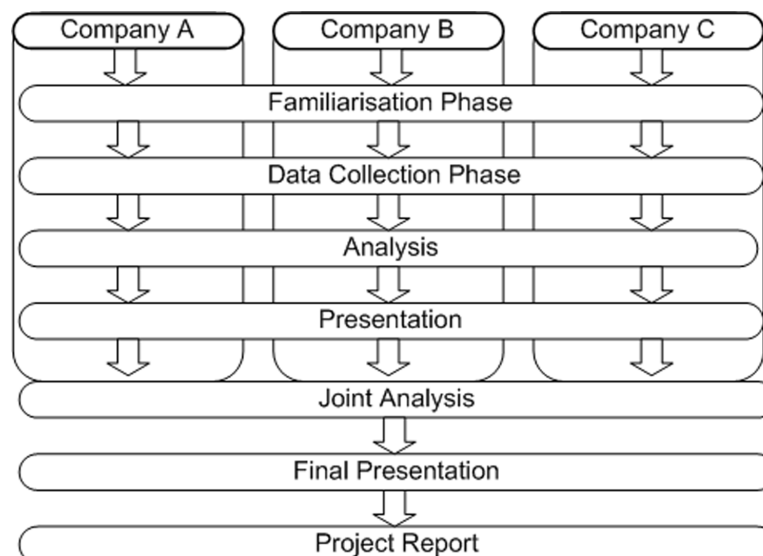 Company A
Company B
Company C
Familiarisation Phase
Data Collection Phase
Analysis
Presentation
Joint Analysis
Final Presentation
Project Report